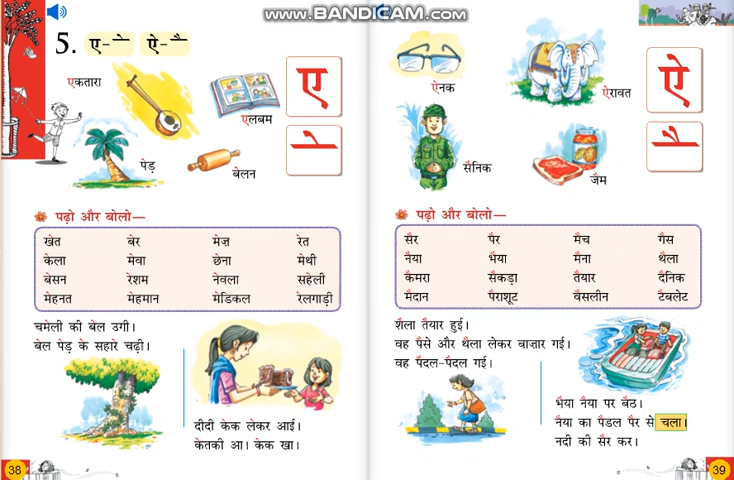 www.BANDICAM.com
5. ए- े ऐ- ै
एकतारा
एलबम
ए
पेड़
बेलन
े
पढ़ो और बोलो—
खेत बेर मेज़ रेत
केला मेवा छेना मेथी
बेसन रेशम नेवला सहेली
मेहनत मेहमान मेडिकल रेलगाड़ी
चमेली की बेल उगी।
बेल पेड़ के सहारे चढ़ी।
दीदी केक लेकर आई।
केतकी आ। केक खा।
38
ऐनक
ऐरावत
ऐ
सैनिक
जैम
ै
पढ़ो और बोलो—
सैर पैर मैच गैस
नैया भैया मैना थैला
कैमरा सैकड़ा तैयार दैनिक
मैदान पैराशूट वैसलीन टैबलेट
शैला तैयार हुई।
वह पैसे और थैला लेकर बाज़ार गई।
वह पैदल-पैदल गई।
भैया नैया पर बैठ।
नैया का पैडल पैर से चला।
नदी की सैर कर।
39